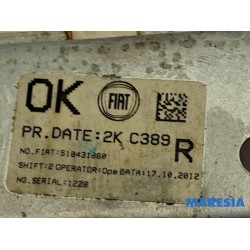 OK
FIAT
PR.DATE:2K C389
R
NO.FIAT:518431060
SHIFT:2 OPERATOR:Ope DATA:17.10.2012
NO.SERIAL:1228
MARESIA